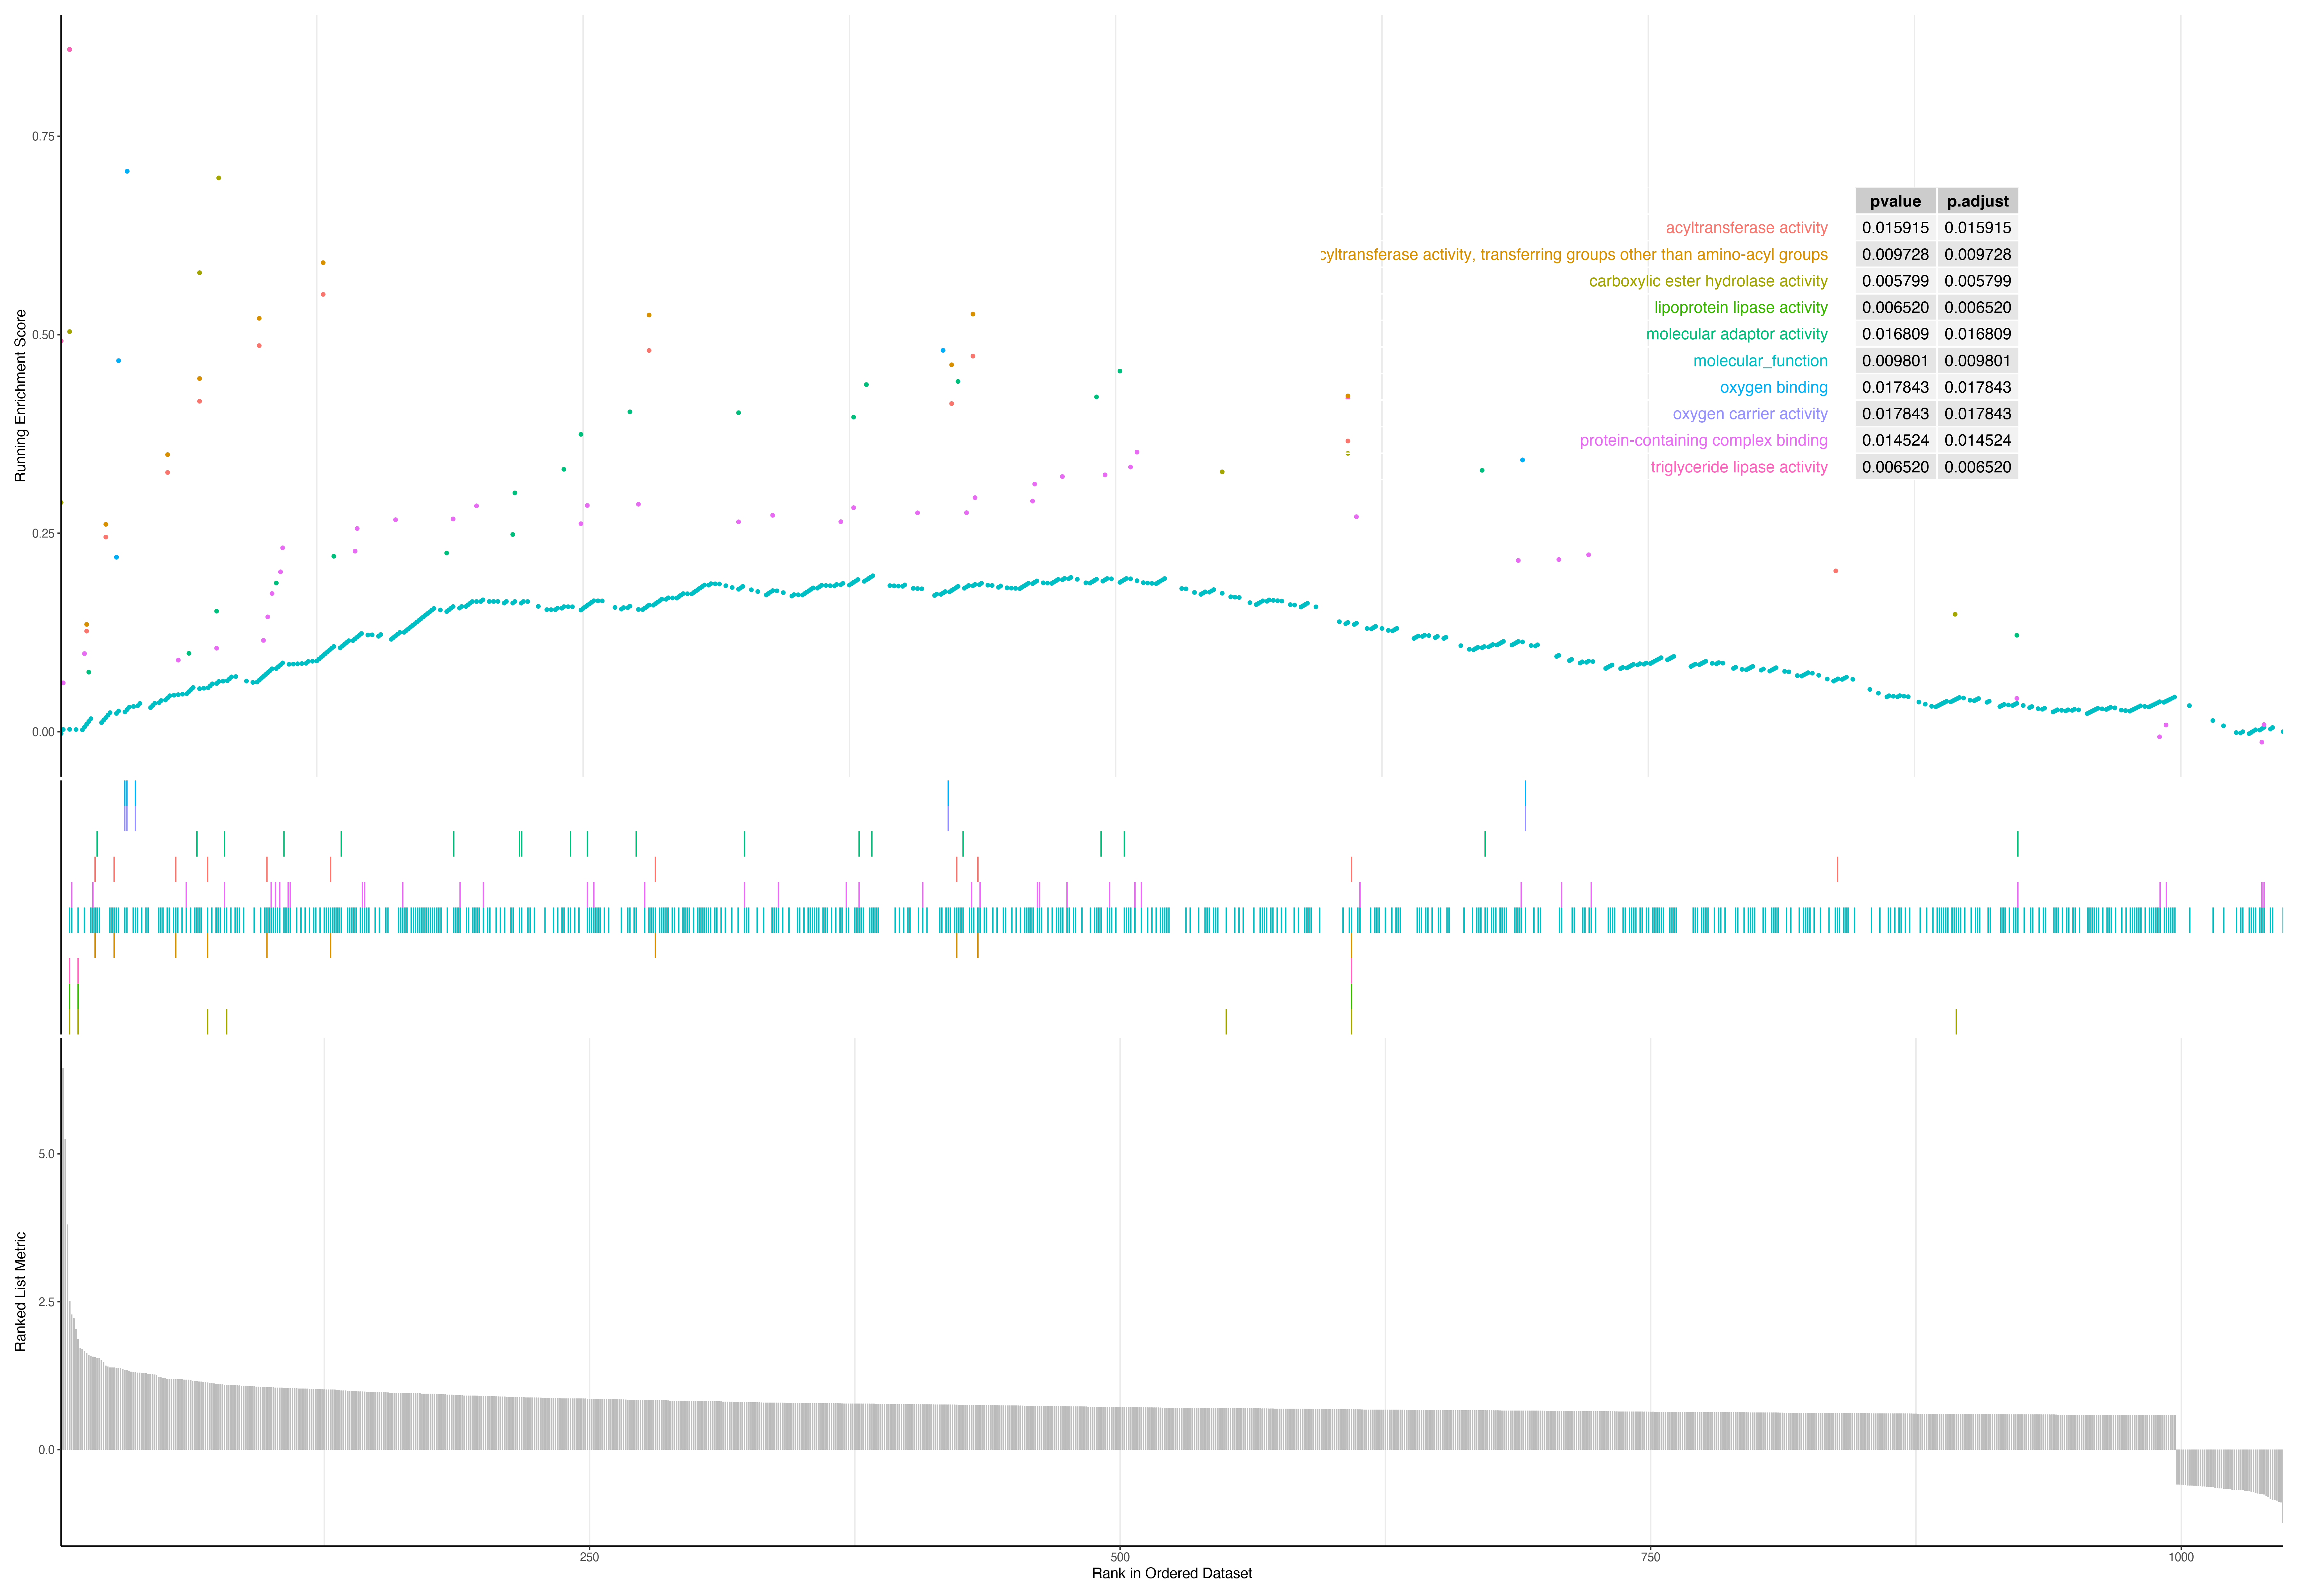 0.75
0.50
0.25
0.00
Running Enrichment Score
pvalue p.adjust
acyltransferase activity 0.015915 0.015915
cyltransferase activity, transferring groups other than amino-acyl groups 0.009728 0.009728
carboxylic ester hydrolase activity 0.005799 0.005799
lipoprotein lipase activity 0.006520 0.006520
molecular adaptor activity 0.016809 0.016809
molecular_function 0.009801 0.009801
oxygen binding 0.017843 0.017843
oxygen carrier activity 0.017843 0.017843
protein-containing complex binding 0.014524 0.014524
triglyceride lipase activity 0.006520 0.006520
5.0
2.5
0.0
Ranked List Metric
250 500 750 1000
Rank in Ordered Dataset